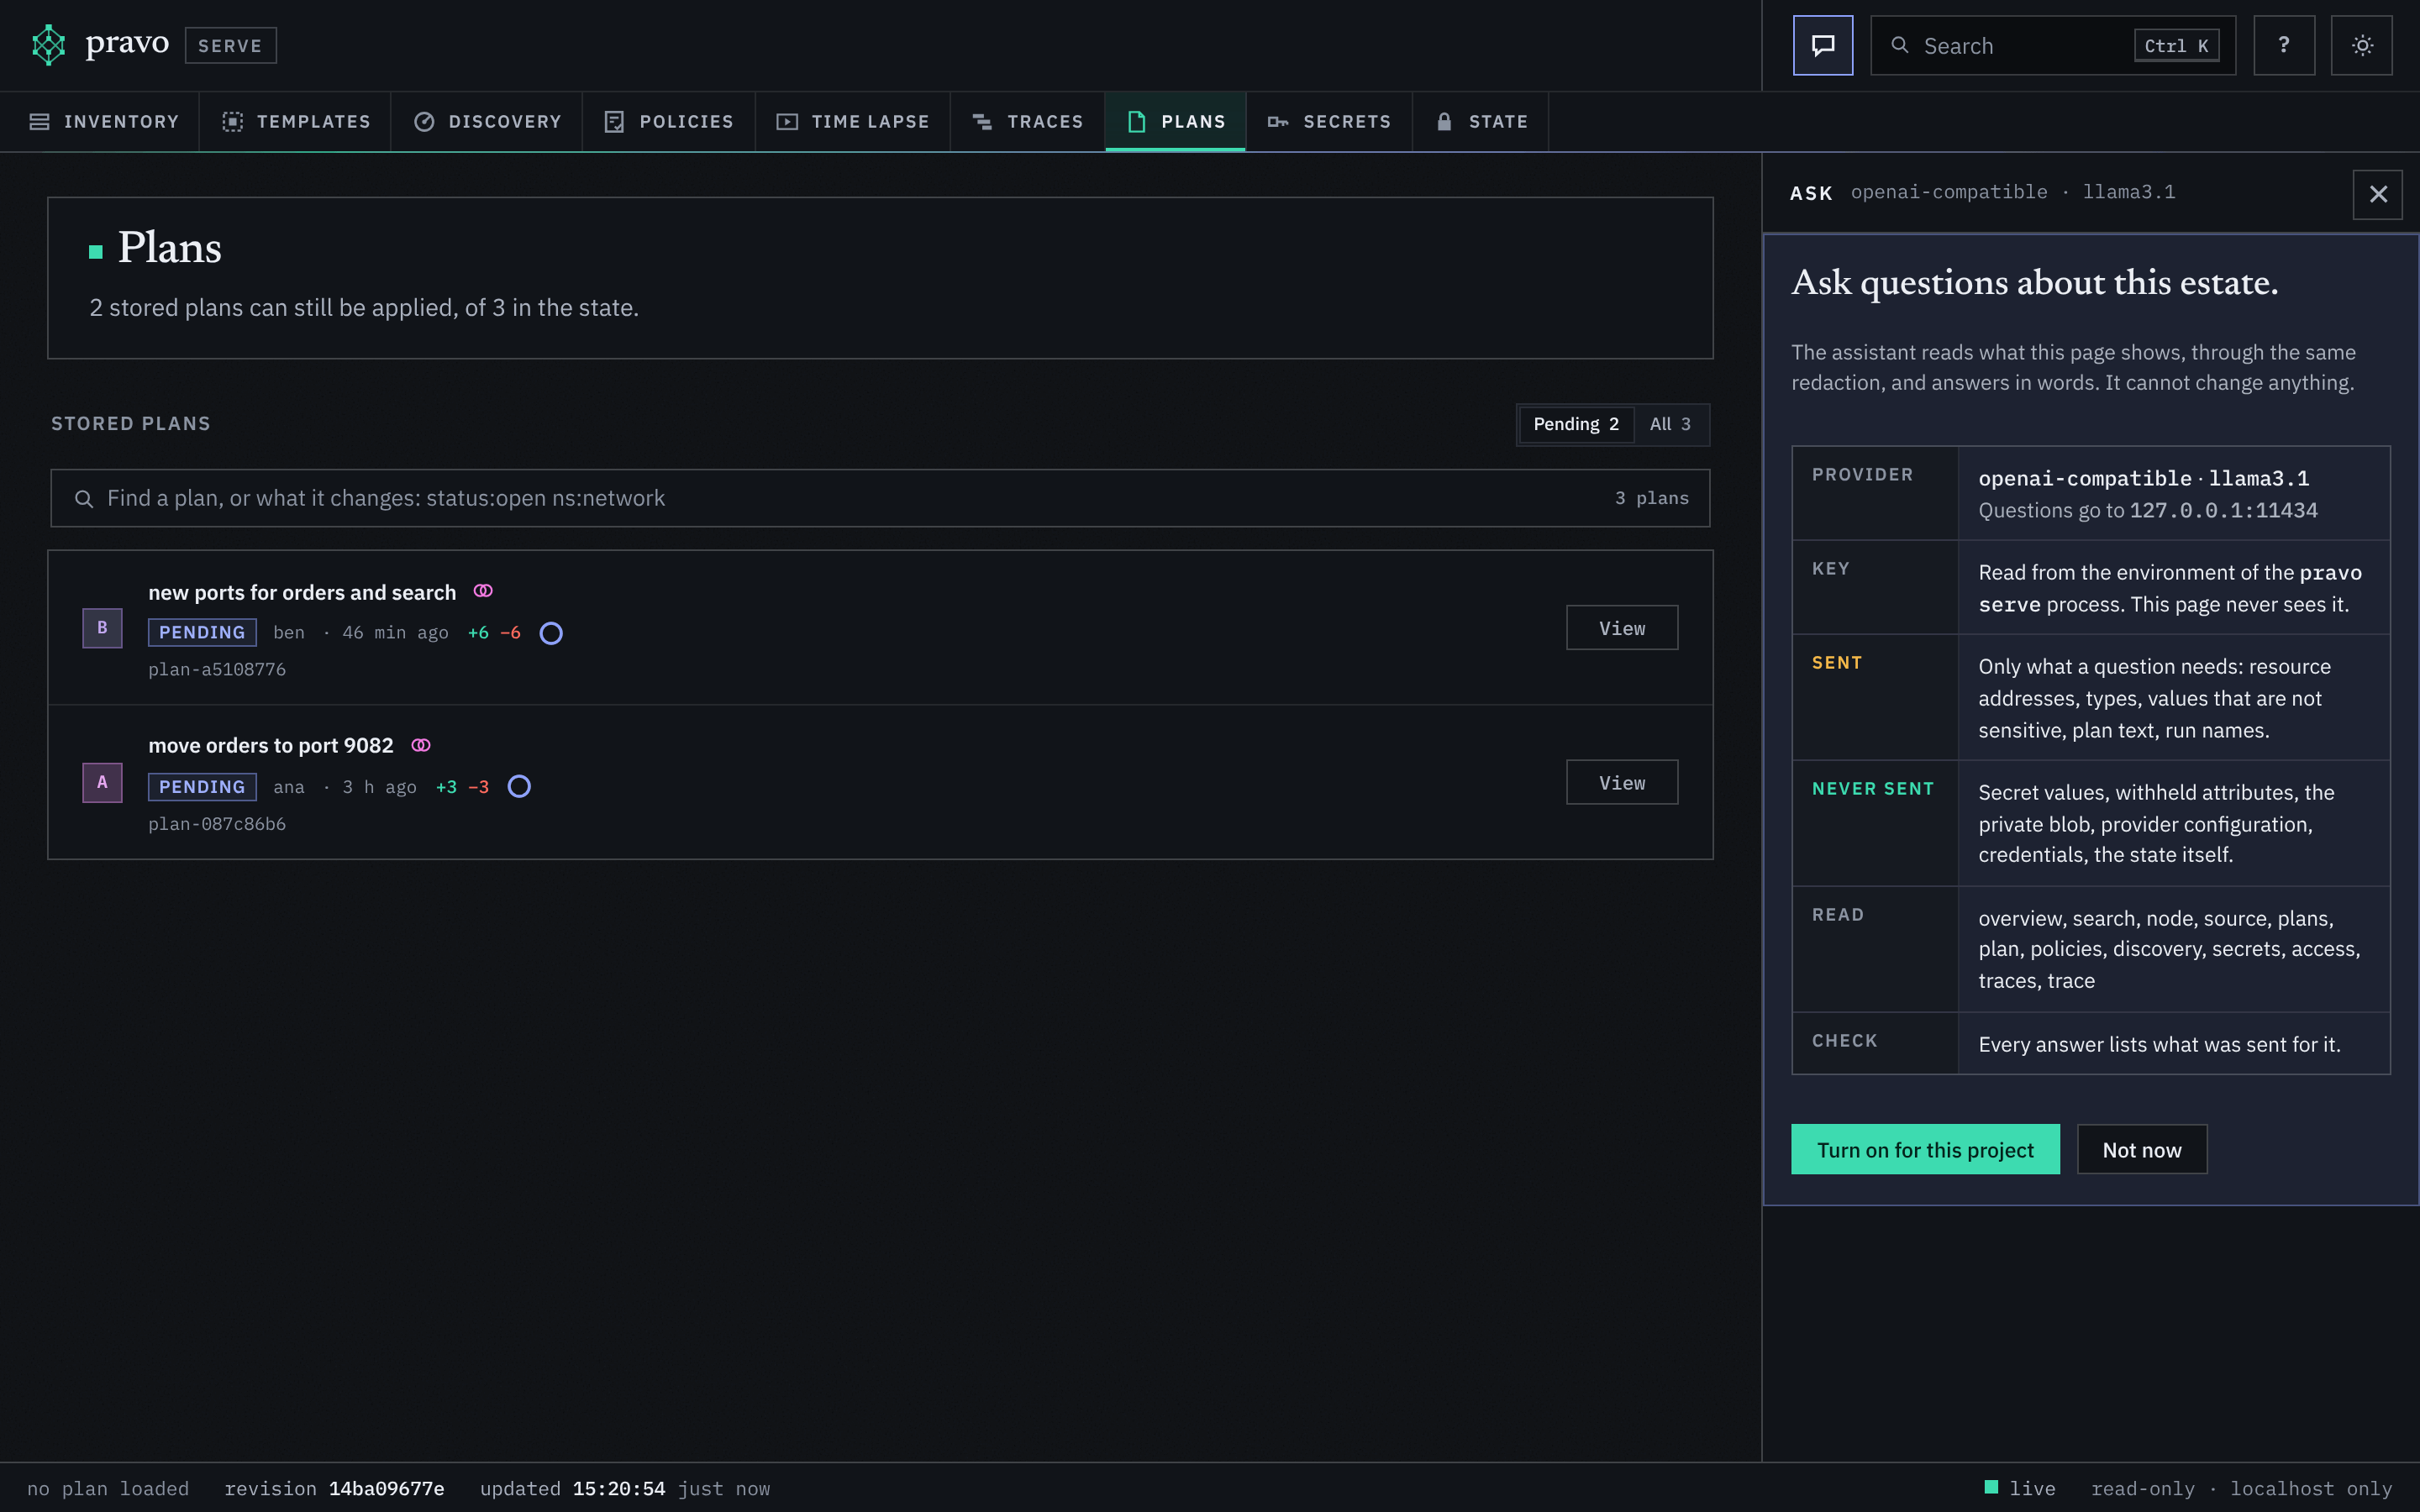 pravo SERVE
Search Ctrl K ?
INVENTORY TEMPLATES DISCOVERY POLICIES TIME LAPSE TRACES PLANS SECRETS STATE
Plans
2 stored plans can still be applied, of 3 in the state.
STORED PLANS
Pending 2 All 3
Find a plan, or what it changes: status:open ns:network 3 plans
B
new ports for orders and search
PENDING ben · 46 min ago +6 −6
plan-a5108776
View
A
move orders to port 9082
PENDING ana · 3 h ago +3 −3
plan-087c86b6
View
ASK openai-compatible · llama3.1
Ask questions about this estate.
The assistant reads what this page shows, through the same
redaction, and answers in words. It cannot change anything.
PROVIDER
openai-compatible · llama3.1
Questions go to 127.0.0.1:11434
KEY
Read from the environment of the pravo
serve process. This page never sees it.
SENT
Only what a question needs: resource
addresses, types, values that are not
sensitive, plan text, run names.
NEVER SENT
Secret values, withheld attributes, the
private blob, provider configuration,
credentials, the state itself.
READ
overview, search, node, source, plans,
plan, policies, discovery, secrets, access,
traces, trace
CHECK
Every answer lists what was sent for it.
Turn on for this project Not now
no plan loaded revision 14ba09677e updated 15:20:54 just now
live read-only · localhost only